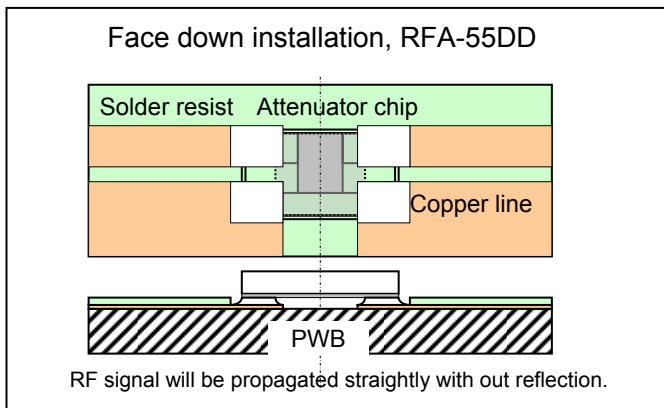 Face down installation, RFA-55DD
Solder resist Attenuator chip
Copper line
PWB
RF signal will be propagated straightly with out reflection.